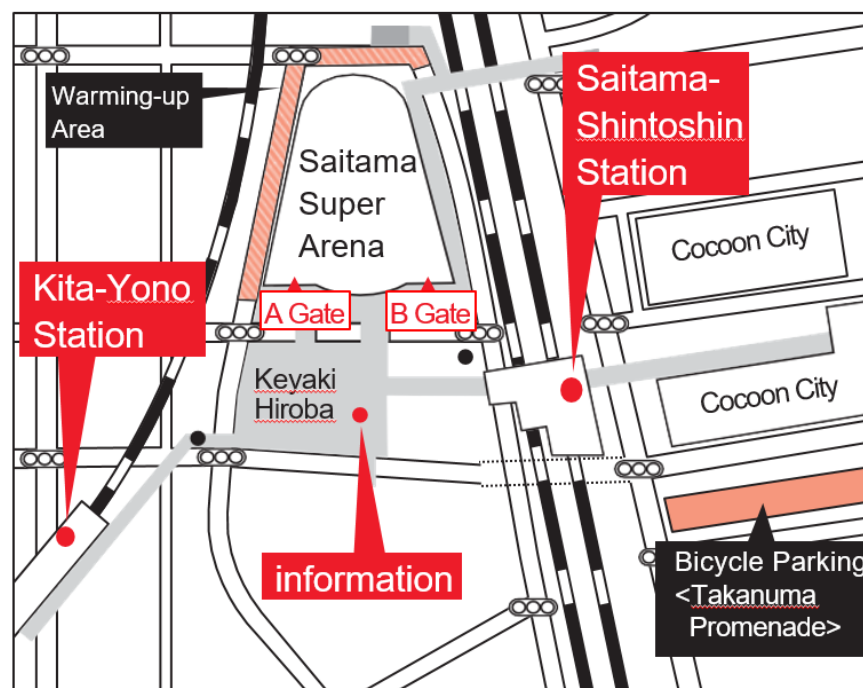 Warming-up
Area
Saitama
Super
Arena
Saitama-
Shintoshin
Station
Cocoon City
Kita-Yono
Station
A Gate
B Gate
Keyaki
Hiroba
Cocoon City
information
Bicycle Parking
<Takanuma
Promenade>